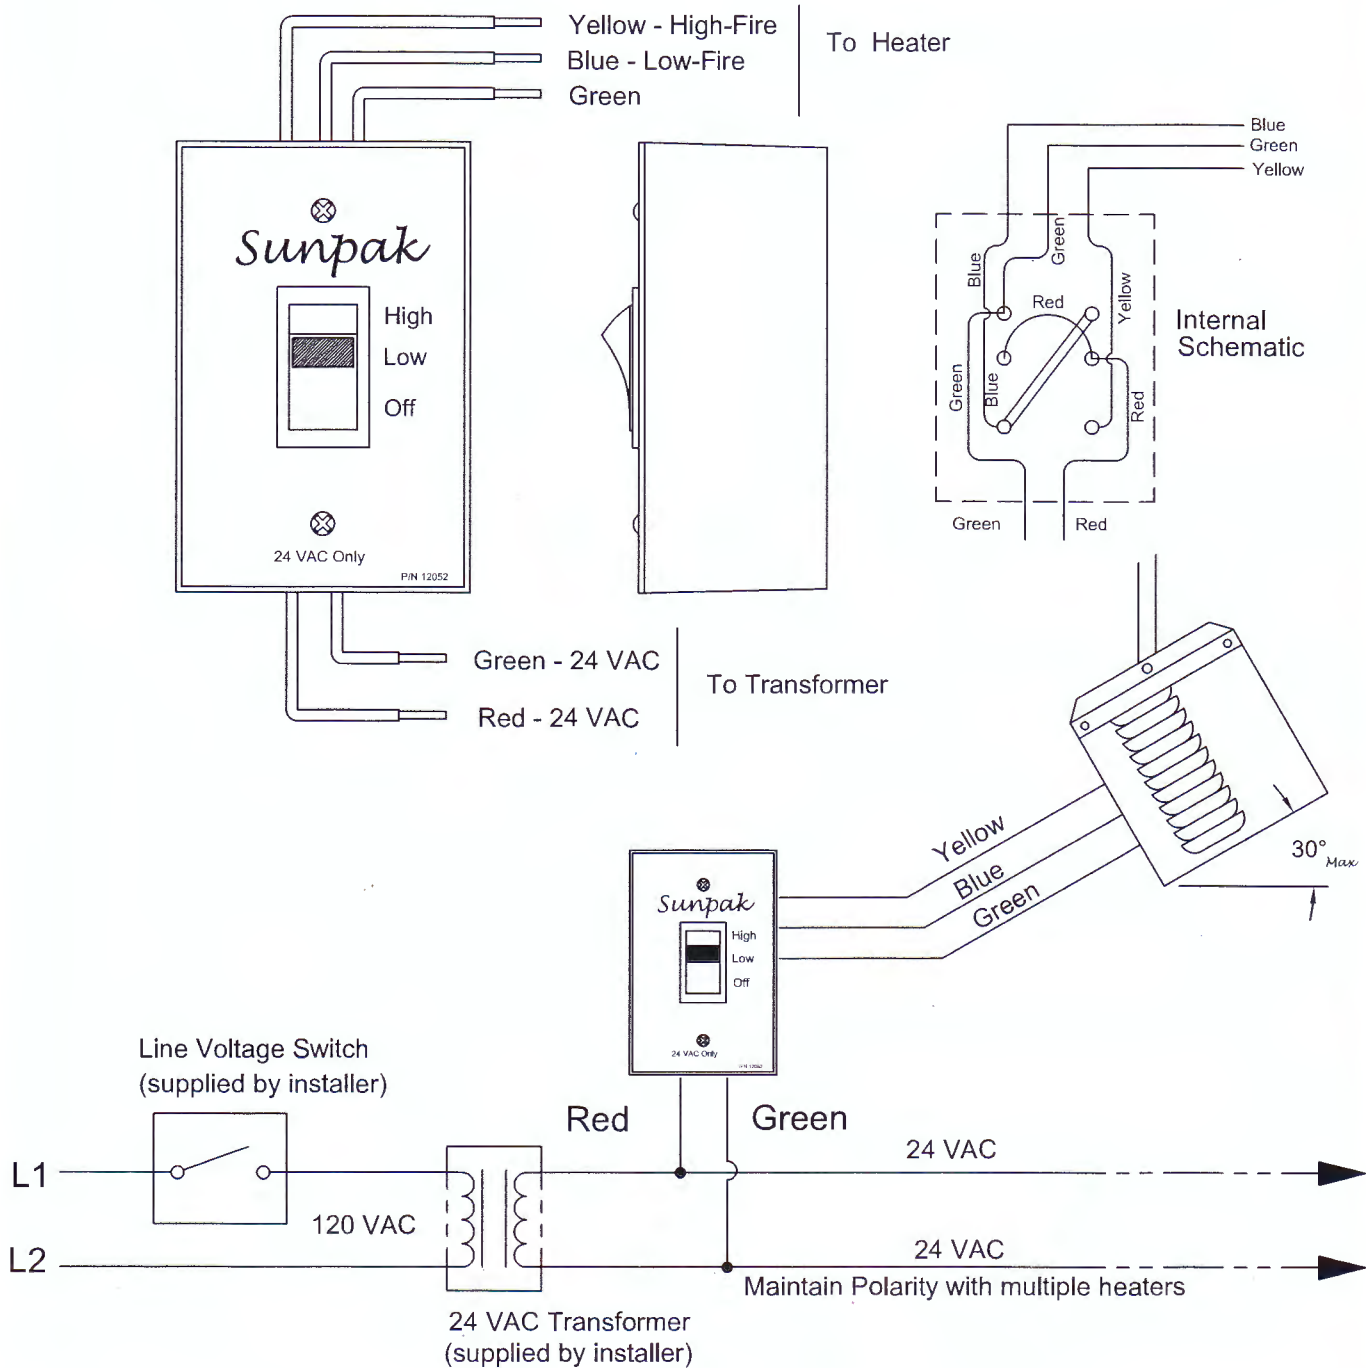 Yellow - High-Fire
Blue - Low-Fire
Green
To Heater
Sunpak
High
Low
Off
24 VAC Only
P/N 12052
Green - 24 VAC
Red - 24 VAC
To Transformer
Blue
Green
Yellow
Blue
Green
Red
Yellow
Green
Blue
Red
Green
Red
Internal
Schematic
30° Max
Yellow
Blue
Green
Sunpak
High
Low
Off
24 VAC Only
P/N 12052
Line Voltage Switch
(supplied by installer)
Red
Green
L1
120 VAC
L2
24 VAC
24 VAC
Maintain Polarity with multiple heaters
24 VAC Transformer
(supplied by installer)